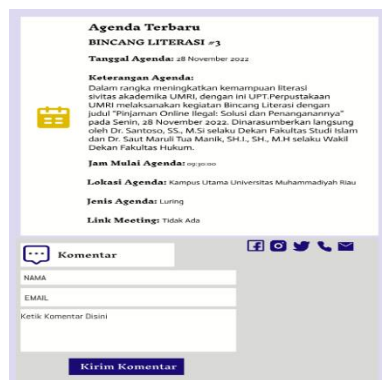 Agenda Terbaru
BINCANG LITERASI #3
Tanggal Agenda: 28 November 2022
Keterangan Agenda:
Dalam rangka meningkatkan kemampuan literasi
sivitas akademika UMRI, dengan ini UPT.Perpustakaan
UMRI melaksanakan kegiatan Bincang Literasi dengan
judul "Pinjaman Online Ilegal: Solusi dan Penanganannya"
pada Senin, 28 November 2022. Dinarasumberkan langsung
oleh Dr. Santoso, SS., M.Si selaku Dekan Fakultas Studi Islam
dan Dr. Saut Maruli Tua Manik, SH.I., SH., M.H selaku Wakil
Dekan Fakultas Hukum.
Jam Mulai Agenda: 09:30:00
Lokasi Agenda: Kampus Utama Universitas Muhammadiyah Riau
Jenis Agenda: Luring
Link Meeting: Tidak Ada
Komentar
NAMA
EMAIL
Ketik Komentar Disini
Kirim Komentar